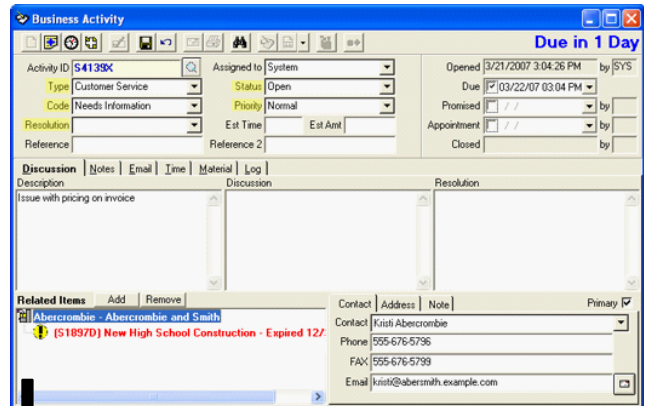 Business Activity
Due in 1 Day
Activity ID S4139X Assigned to System Opened 3/21/2007 3:04:26 PM by SYS
Type Customer Service Status Open Due 03/22/07 03:04 PM
Code Needs Information Priority Normal Promised / / by
Resolution Est Time Est Amt Appointment / / by
Reference Reference 2 Closed by
Discussion Notes Email Time Material Log
Description Discussion Resolution
Issue with pricing on invoice
Related Items Add Remove Contact Address Note Primary
Abercrombie - Abercrombie and Smith Contact Kristi Abercrombie
(S1897D) New High School Construction - Expired 12/ Phone 555-676-5796
FAX 555-676-5799
Email kristi@abersmith.example.com